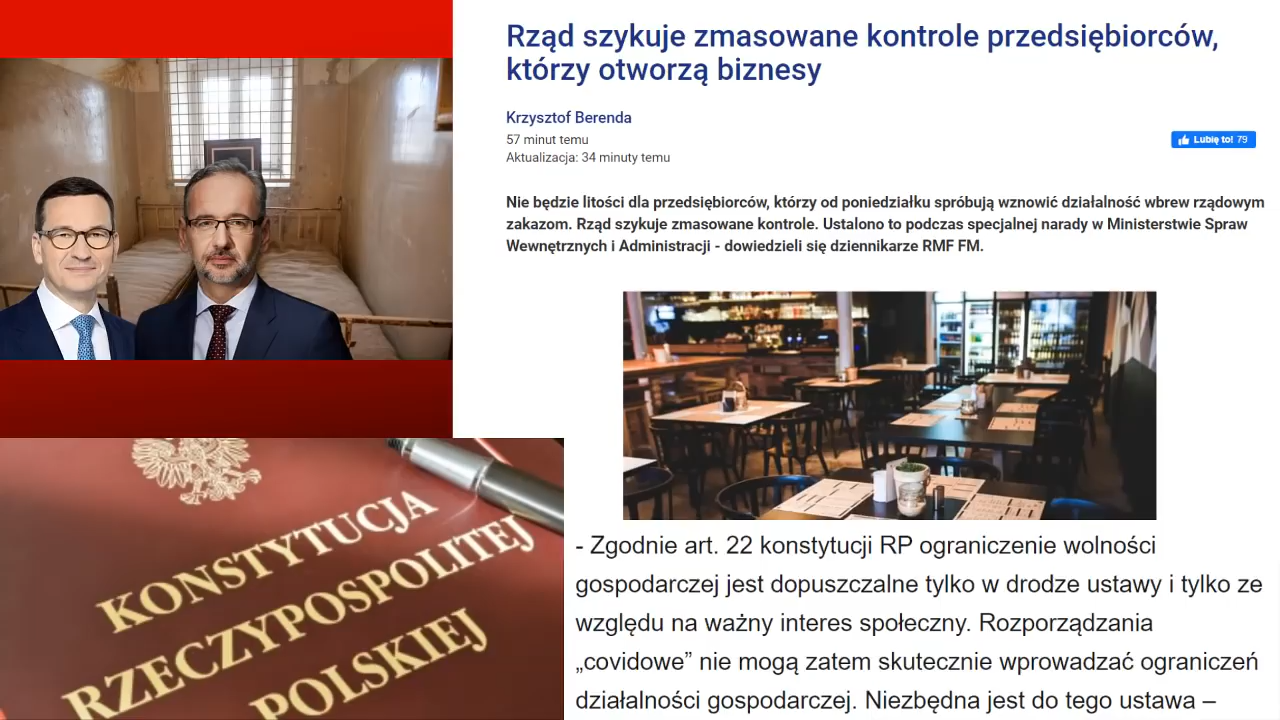 Rząd szykuje zmasowane kontrole przedsiębiorców,
którzy otworzą biznesy
Krzysztof Berenda
57 minut temu
Aktualizacja: 34 minuty temu
Lubię to! 79
Nie będzie litości dla przedsiębiorców, którzy od poniedziałku spróbują wznowić działalność wbrew rządowym
zakazom. Rząd szykuje zmasowane kontrole. Ustalono to podczas specjalnej narady w Ministerstwie Spraw
Wewnętrznych i Administracji - dowiedzieli się dziennikarze RMF FM.
KONSTYTUCJA
RZECZYPOSPOLITEJ
POLSKIEJ
- Zgodnie art. 22 konstytucji RP ograniczenie wolności
gospodarczej jest dopuszczalne tylko w drodze ustawy i tylko ze
względu na ważny interes społeczny. Rozporządzania
„covidowe” nie mogą zatem skutecznie wprowadzać ograniczeń
działalności gospodarczej. Niezbędna jest do tego ustawa –